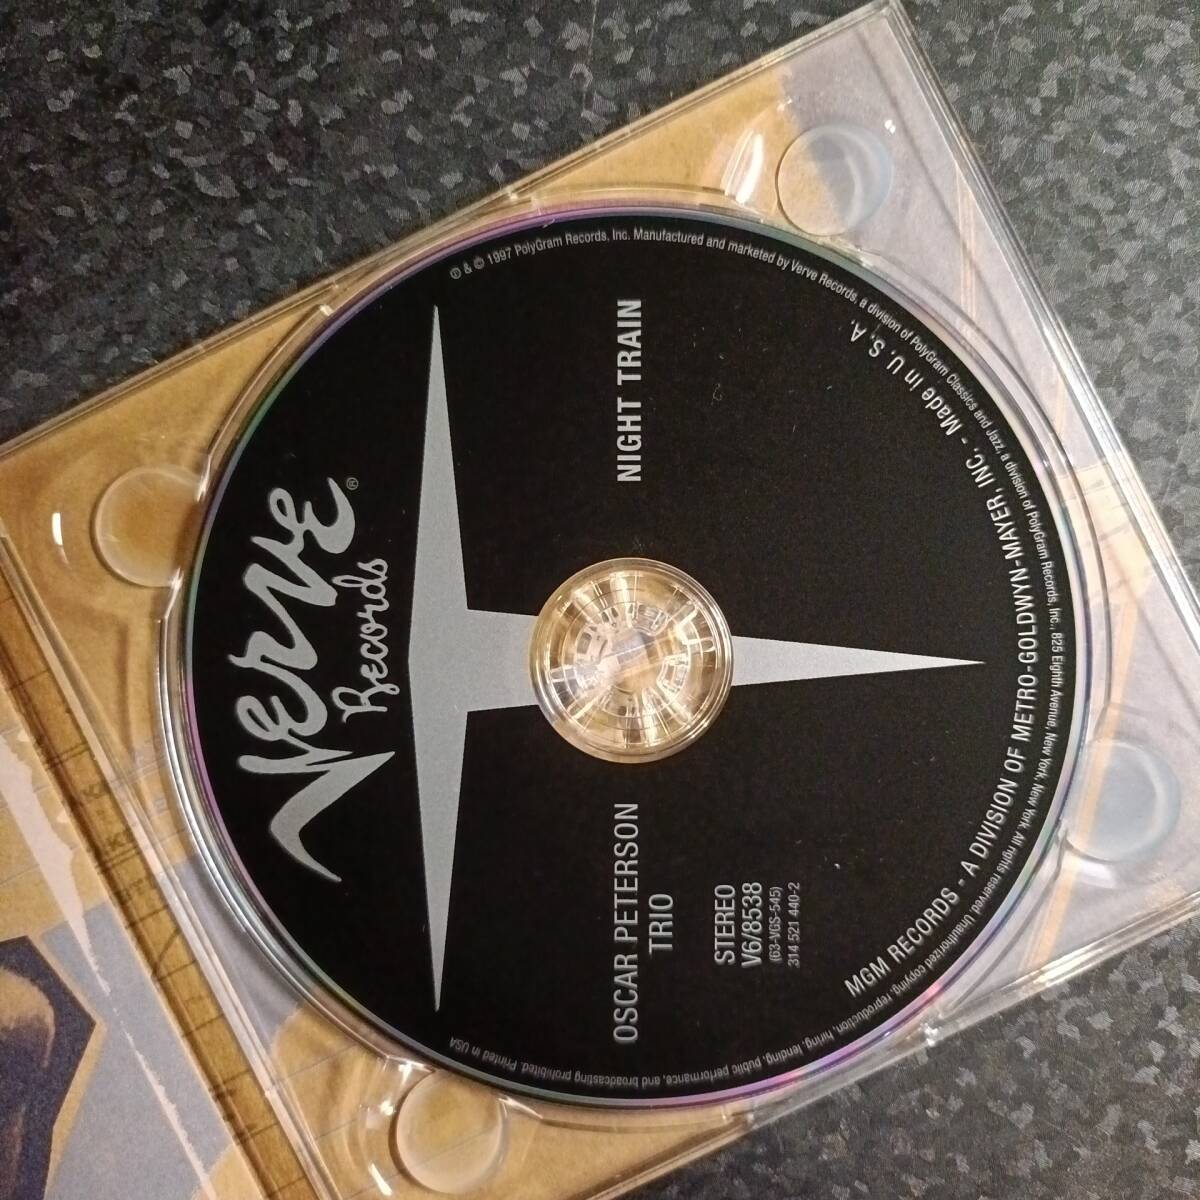 Verve
Records
®
OSCAR PETERSON
TRIO
NIGHT TRAIN
STEREO
V6/8538
(63-VGS-545)
314 521 440-2
MGM RECORDS - A DIVISION OF METRO-GOLDWYN-MAYER, INC. - Made in U. S. A.
℗ & © 1997 PolyGram Records, Inc. Manufactured and marketed by Verve Records, a division of PolyGram Classics and Jazz, a division of PolyGram Records, Inc., 825 Eighth Avenue, New York, New York. All rights reserved. Unauthorized copying, reproduction, hiring, lending, public performance, and broadcasting prohibited. Printed in USA